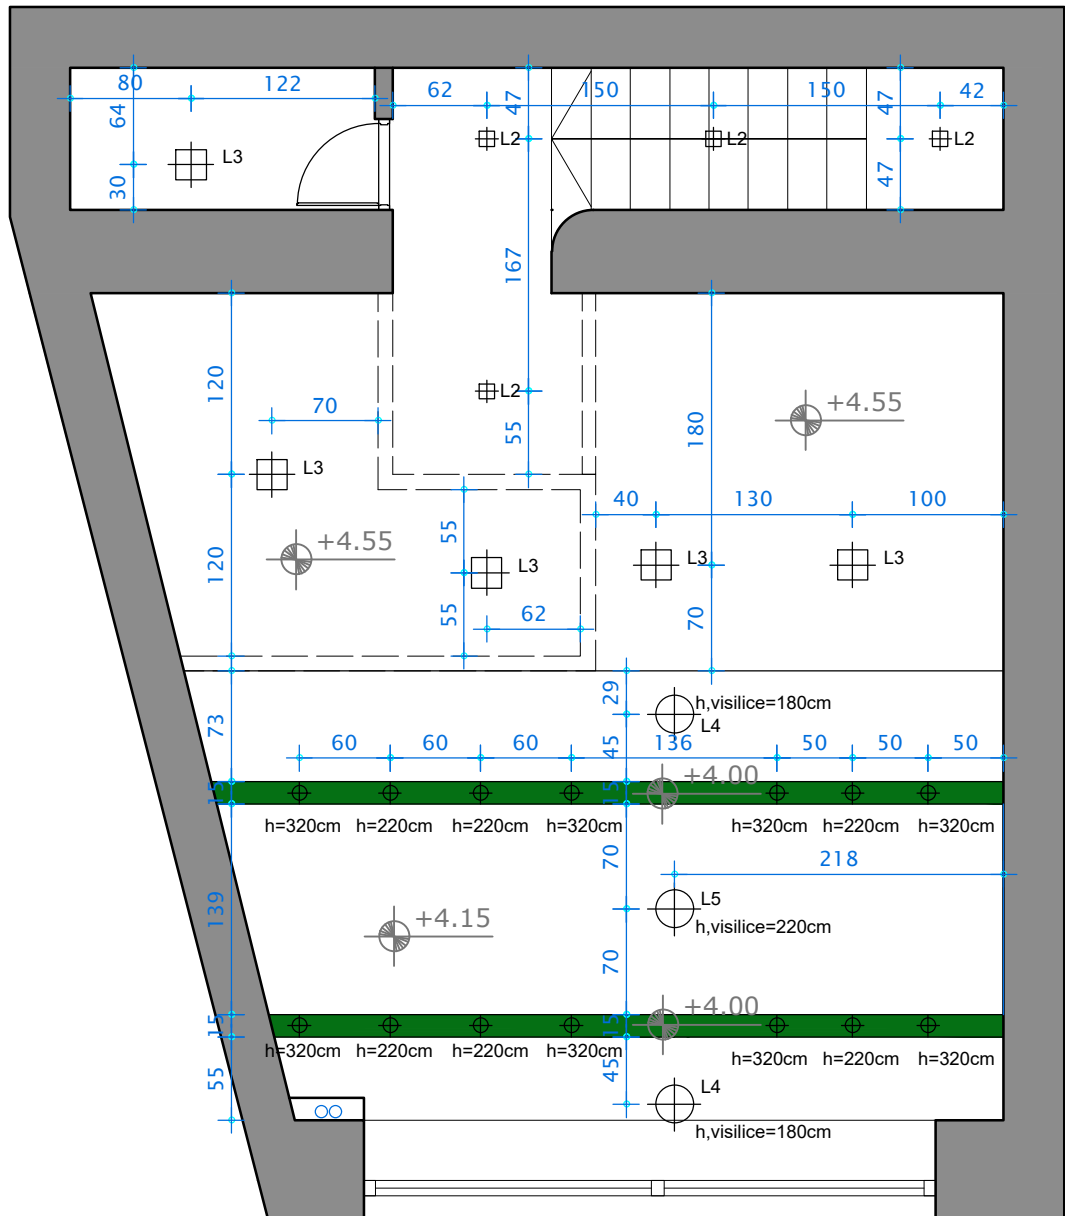 80
122
62
150
150
42
64
47
47
L2
L2
L2
L3
30
47
167
120
70
L2
+4.55
180
55
L3
40
130
100
120
+4.55
55
L3
L3
L3
55
62
70
29
h,visilice=180cm
L4
73
60
60
60
45
136
50
50
50
+4.00
15
15
h=320cm
h=220cm
h=220cm
h=320cm
h=320cm
h=220cm
h=320cm
70
218
139
L5
+4.15
h,visilice=220cm
70
+4.00
15
15
h=320cm
h=220cm
h=220cm
h=320cm
h=320cm
h=220cm
h=320cm
55
45
L4
h,visilice=180cm